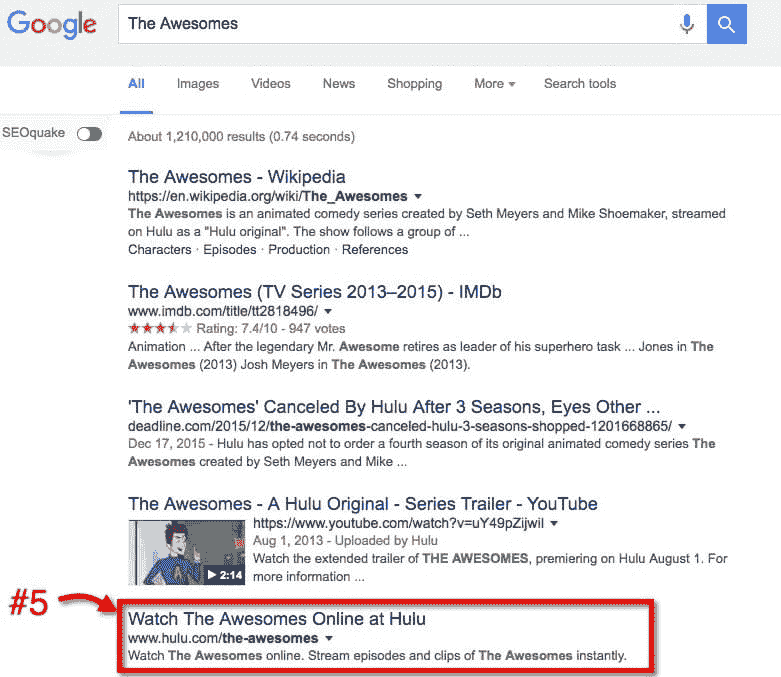 Google
The Awesomes
All Images Videos News Shopping More Search tools
SEOquake
About 1,210,000 results (0.74 seconds)
The Awesomes - Wikipedia
https://en.wikipedia.org/wiki/The_Awesomes
The Awesomes is an animated comedy series created by Seth Meyers and Mike Shoemaker, streamed
on Hulu as a "Hulu original". The show follows a group of ...
Characters · Episodes · Production · References
The Awesomes (TV Series 2013–2015) - IMDb
www.imdb.com/title/tt2818496/
Rating: 7.4/10 - 947 votes
Animation ... After the legendary Mr. Awesome retires as leader of his superhero task ... Jones in The
Awesomes (2013) Josh Meyers in The Awesomes (2013).
'The Awesomes' Canceled By Hulu After 3 Seasons, Eyes Other ...
deadline.com/2015/12/the-awesomes-canceled-hulu-3-seasons-shopped-1201668865/
Dec 17, 2015 - Hulu has opted not to order a fourth season of its original animated comedy series The
Awesomes created by Seth Meyers and Mike ...
The Awesomes - A Hulu Original - Series Trailer - YouTube
https://www.youtube.com/watch?v=uY49pZijwiI
Aug 1, 2013 - Uploaded by Hulu
Watch the extended trailer of THE AWESOMES, premiering on Hulu August 1. For
2:14
more information ...
#5
Watch The Awesomes Online at Hulu
www.hulu.com/the-awesomes
Watch The Awesomes online. Stream episodes and clips of The Awesomes instantly.